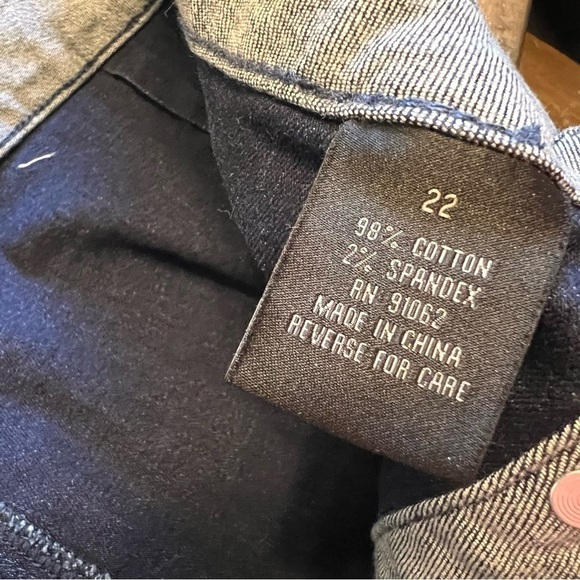 22
98% COTTON
2% SPANDEX
RN 91062
MADE IN CHINA
REVERSE FOR CARE